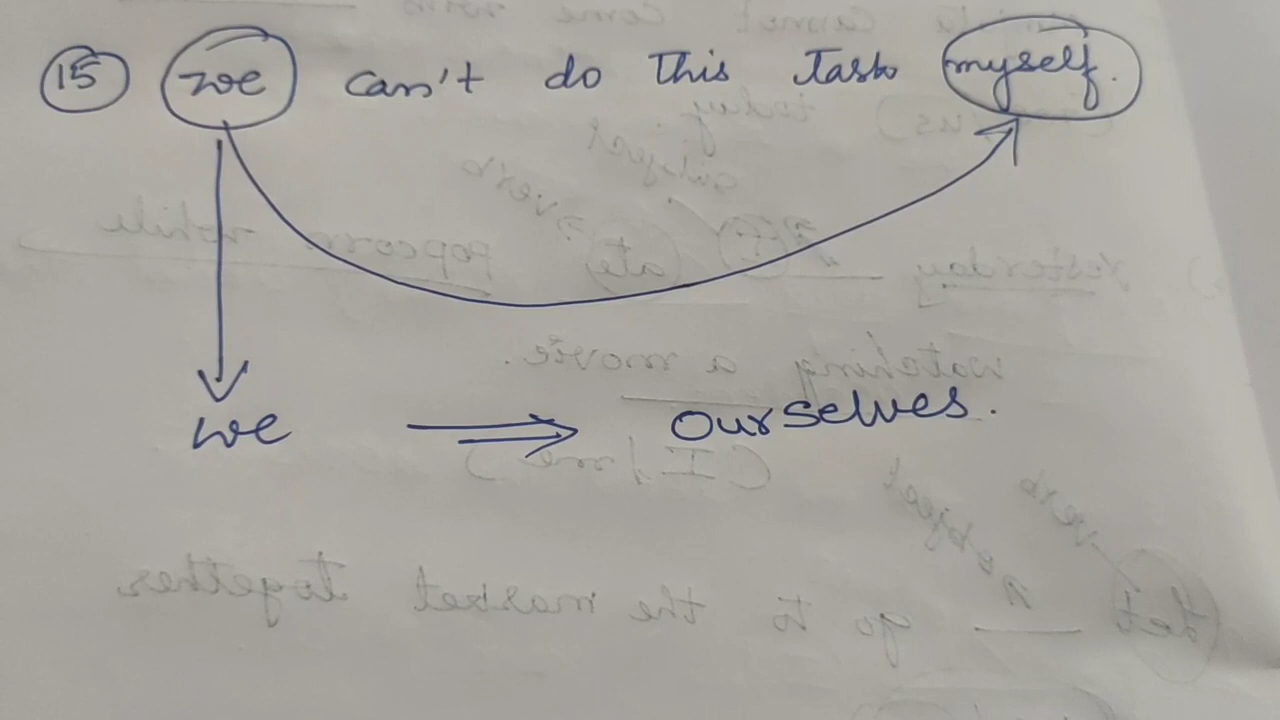 15 we can't do this task myself.
we ⇒ ourselves.